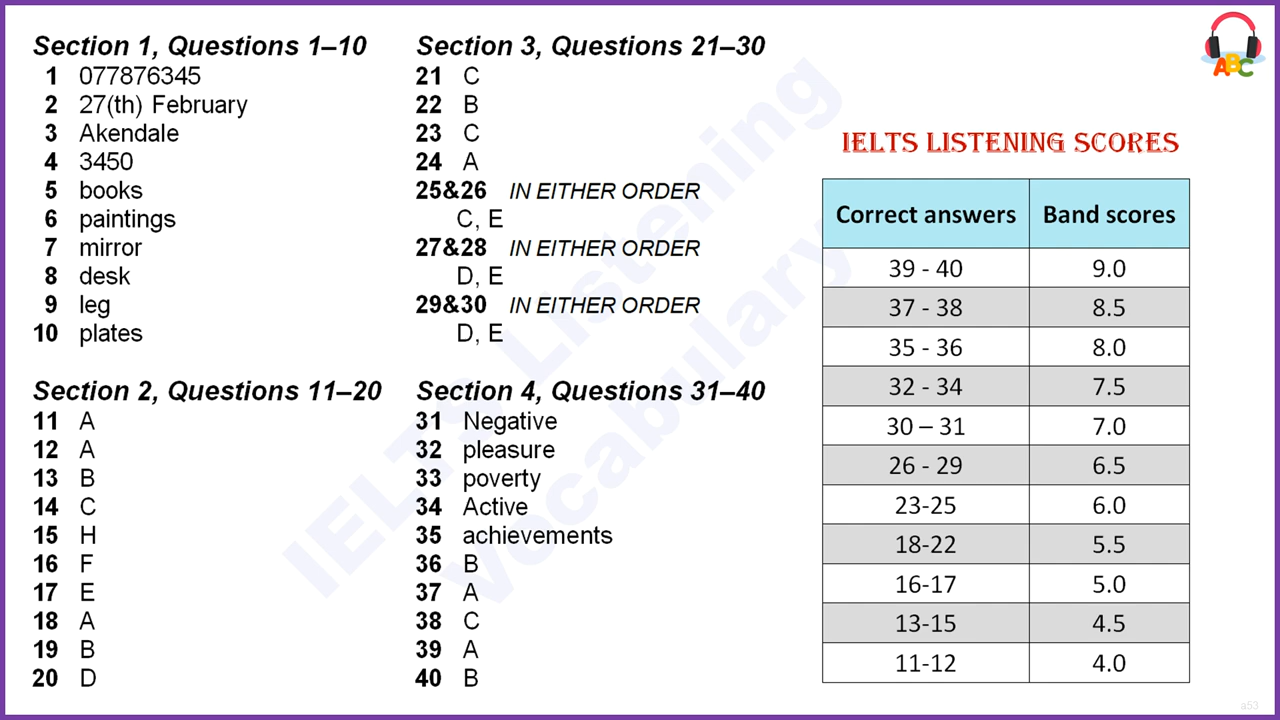 Section 1, Questions 1–10
1 077876345
2 27(th) February
3 Akendale
4 3450
5 books
6 paintings
7 mirror
8 desk
9 leg
10 plates
Section 2, Questions 11–20
11 A
12 A
13 B
14 C
15 H
16 F
17 E
18 A
19 B
20 D
Section 3, Questions 21–30
21 C
22 B
23 C
24 A
25&26 IN EITHER ORDER
C, E
27&28 IN EITHER ORDER
D, E
29&30 IN EITHER ORDER
D, E
Section 4, Questions 31–40
31 Negative
32 pleasure
33 poverty
34 Active
35 achievements
36 B
37 A
38 C
39 A
40 B
IELTS Listening
Vocabulary
ABC
IELTS LISTENING SCORES
Correct answers Band scores
39 - 40 9.0
37 - 38 8.5
35 - 36 8.0
32 - 34 7.5
30 – 31 7.0
26 - 29 6.5
23-25 6.0
18-22 5.5
16-17 5.0
13-15 4.5
11-12 4.0
a53